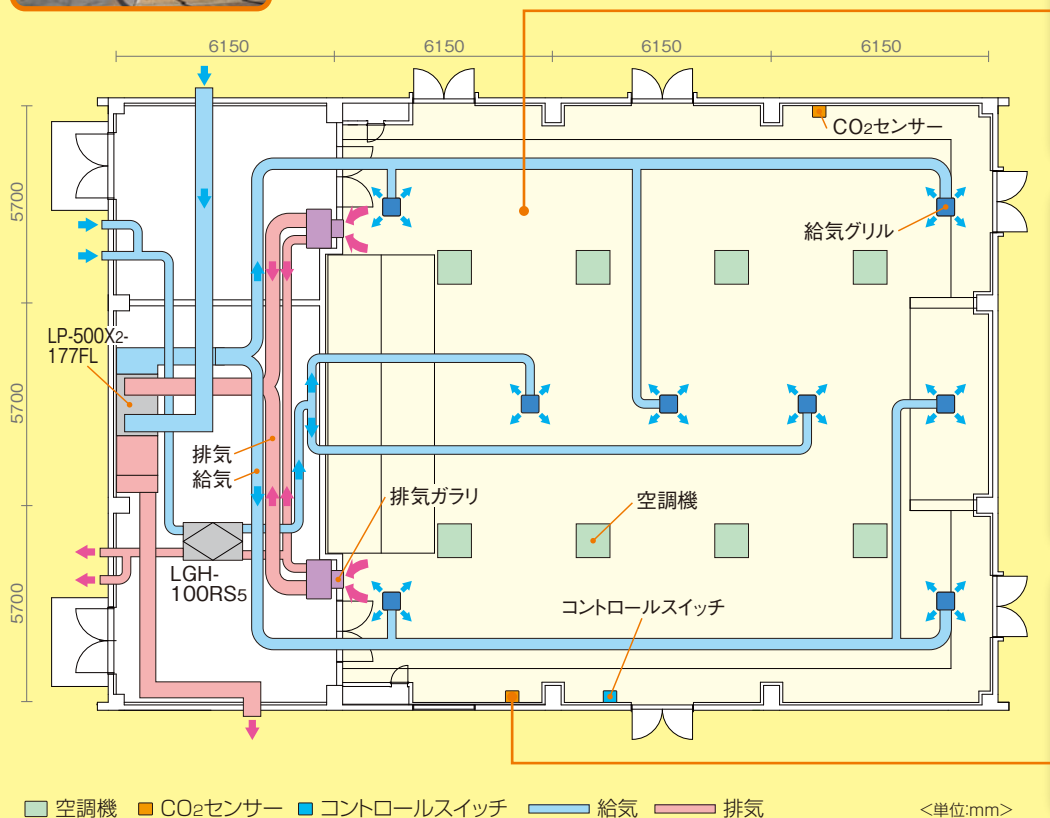 6150 6150 6150 6150
CO2センサー
5700
給気グリル
LP-500X2-
177FL
5700
排気
給気
排気ガラリ
空調機
LGH-
100RS5
コントロールスイッチ
5700
空調機 CO2センサー コントロールスイッチ 給気 排気 <単位:mm>